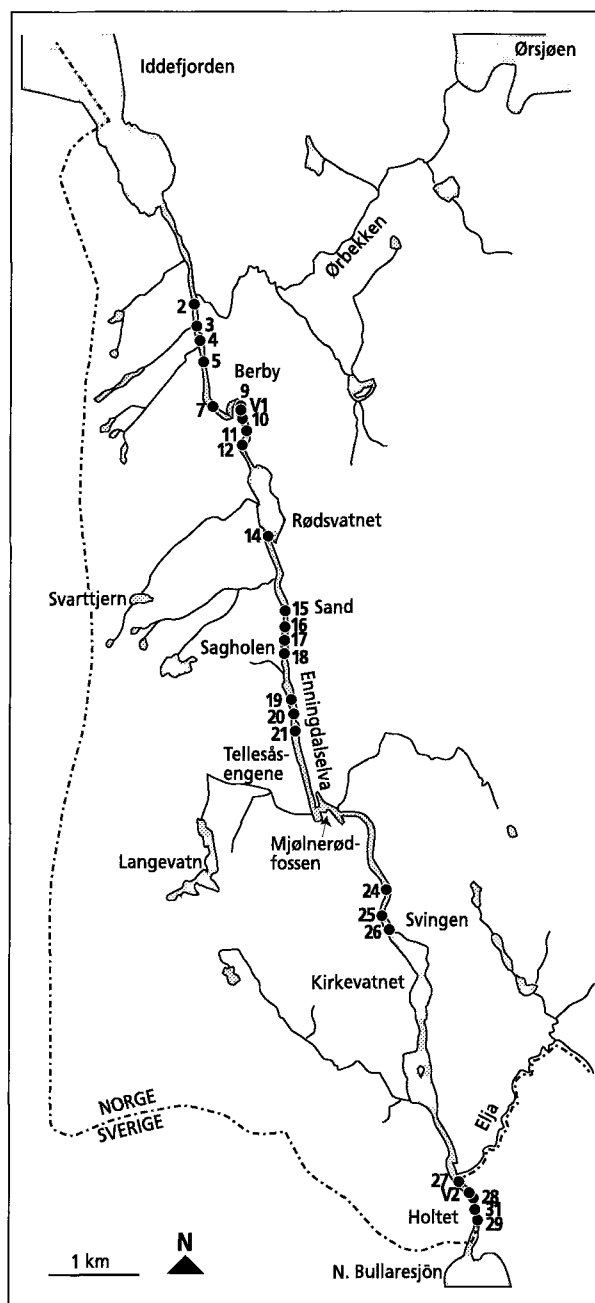 Iddefjorden
Ørsjøen
Ørbekken
2
3
4
5
Berby
9
7
V1
10
11
12
Rødsvatnet
14
Svarttjern
15 Sand
16
17
Sagholen
18
Enningdalselva
19
20
21
Tellesås-
engene
Mjølnerød-
fossen
Langevatn
24
25
Svingen
26
Kirkevatnet
NORGE
SVERIGE
Elja
27
V2
28
31
Holtet
29
N
1 km
N. Bullaresjön